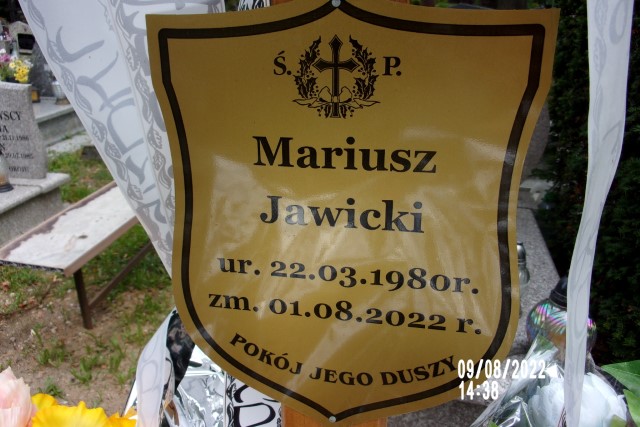 Ś. P.
Mariusz
Jawicki
ur. 22.03.1980r.
zm. 01.08.2022 r.
POKÓJ JEGO DUSZY
09/08/2022
14:38